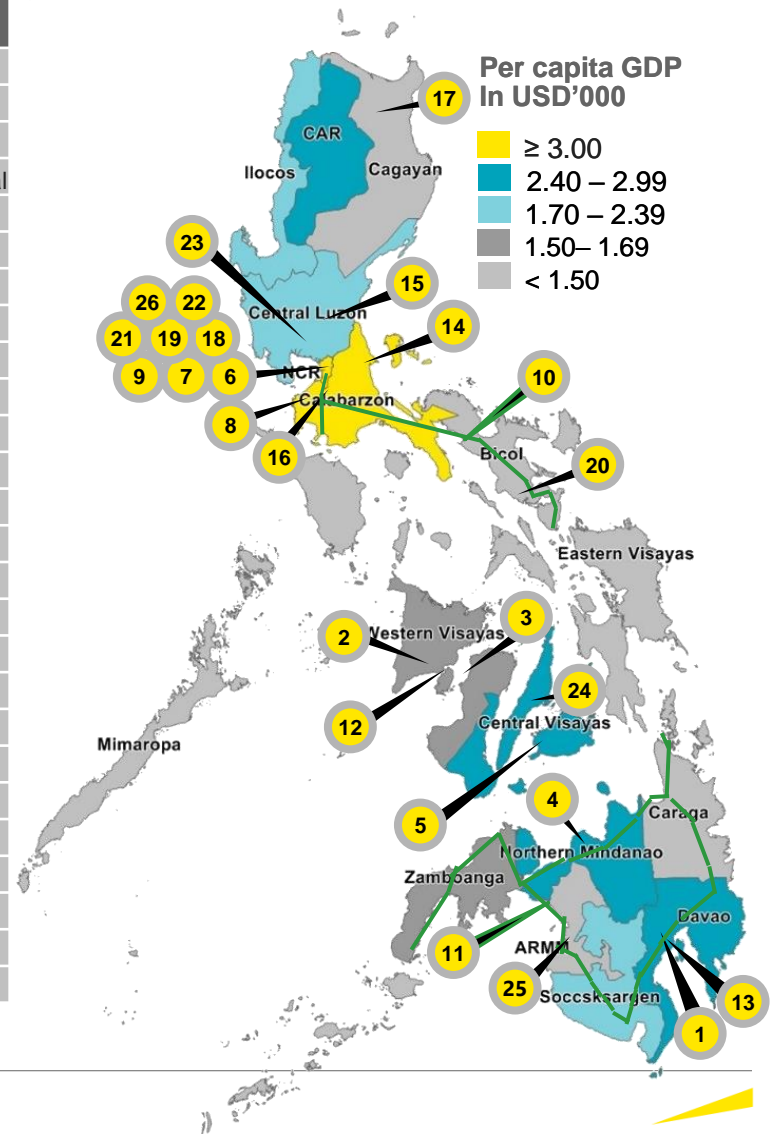 Per capita GDP
In USD'000
≥ 3.00
2.40 – 2.99
1.70 – 2.39
1.50– 1.69
< 1.50
17
CAR
Ilocos
Cagayan
23
15
26
22
Central Luzon
14
21
19
18
NCR
9
7
6
10
Calabarzon
8
16
Bicol
20
Eastern Visayas
3
2
Western Visayas
24
12
Central Visayas
Mimaropa
4
5
Caraga
Northern Mindanao
Zamboanga
Davao
11
ARMM
25
Soccsksargen
13
1